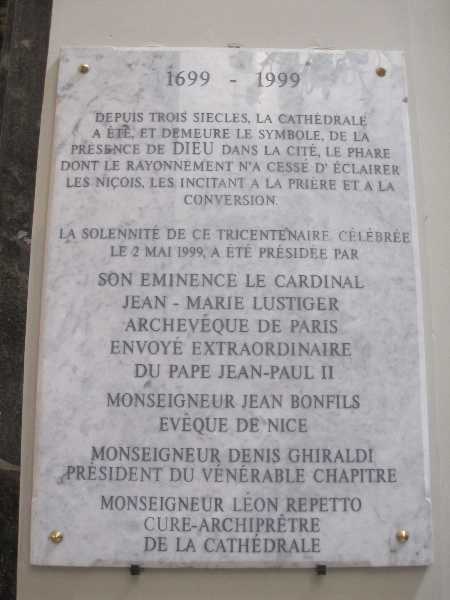 1699 - 1999
DEPUIS TROIS SIECLES, LA CATHÉDRALE
A ÉTÉ, ET DEMEURE LE SYMBOLE, DE LA
PRÉSENCE DE DIEU DANS LA CITÉ, LE PHARE
DONT LE RAYONNEMENT N'A CESSÉ D' ÉCLAIRER
LES NIÇOIS, LES INCITANT A LA PRIÈRE ET A LA
CONVERSION.
LA SOLENNITÉ DE CE TRICENTENAIRE, CÉLÉBRÉE
LE 2 MAI 1999, A ÉTÉ PRÉSIDÉE PAR
SON EMINENCE LE CARDINAL
JEAN - MARIE LUSTIGER
ARCHEVÊQUE DE PARIS
ENVOYÉ EXTRAORDINAIRE
DU PAPE JEAN-PAUL II
MONSEIGNEUR JEAN BONFILS
EVÊQUE DE NICE
MONSEIGNEUR DENIS GHIRALDI
PRÉSIDENT DU VÉNÉRABLE CHAPITRE
MONSEIGNEUR LÉON REPETTO
CURE-ARCHIPRÊTRE
DE LA CATHÉDRALE